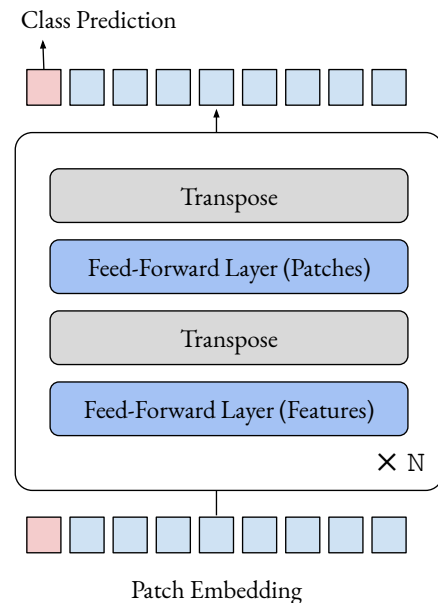 Class Prediction
Transpose
Feed-Forward Layer (Patches)
Transpose
Feed-Forward Layer (Features)
× N
Patch Embedding